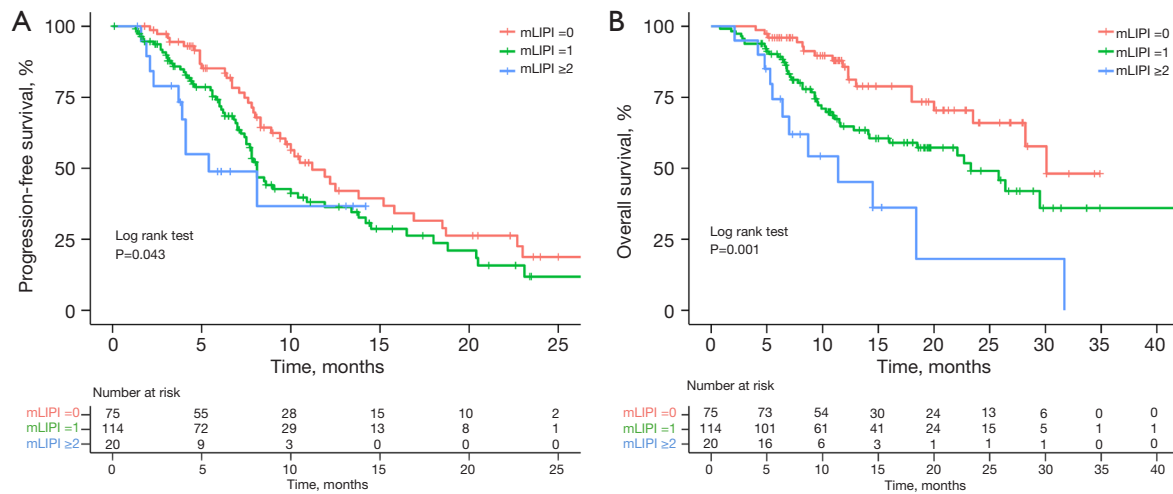 A
Progression-free survival, %
100
75
50
25
0
mLIPI =0
mLIPI =1
mLIPI ≥2
Log rank test
P=0.043
0 5 10 15 20 25
Time, months
Number at risk
mLIPI =0 75 55 28 15 10 2
mLIPI =1 114 72 29 13 8 1
mLIPI ≥2 20 9 3 0 0 0
0 5 10 15 20 25
Time, months
B
Overall survival, %
100
75
50
25
0
mLIPI =0
mLIPI =1
mLIPI ≥2
Log rank test
P=0.001
0 5 10 15 20 25 30 35 40
Time, months
Number at risk
mLIPI =0 75 73 54 30 24 13 6 0 0
mLIPI =1 114 101 61 41 24 15 5 1 1
mLIPI ≥2 20 16 6 3 1 1 1 0 0
0 5 10 15 20 25 30 35 40
Time, months